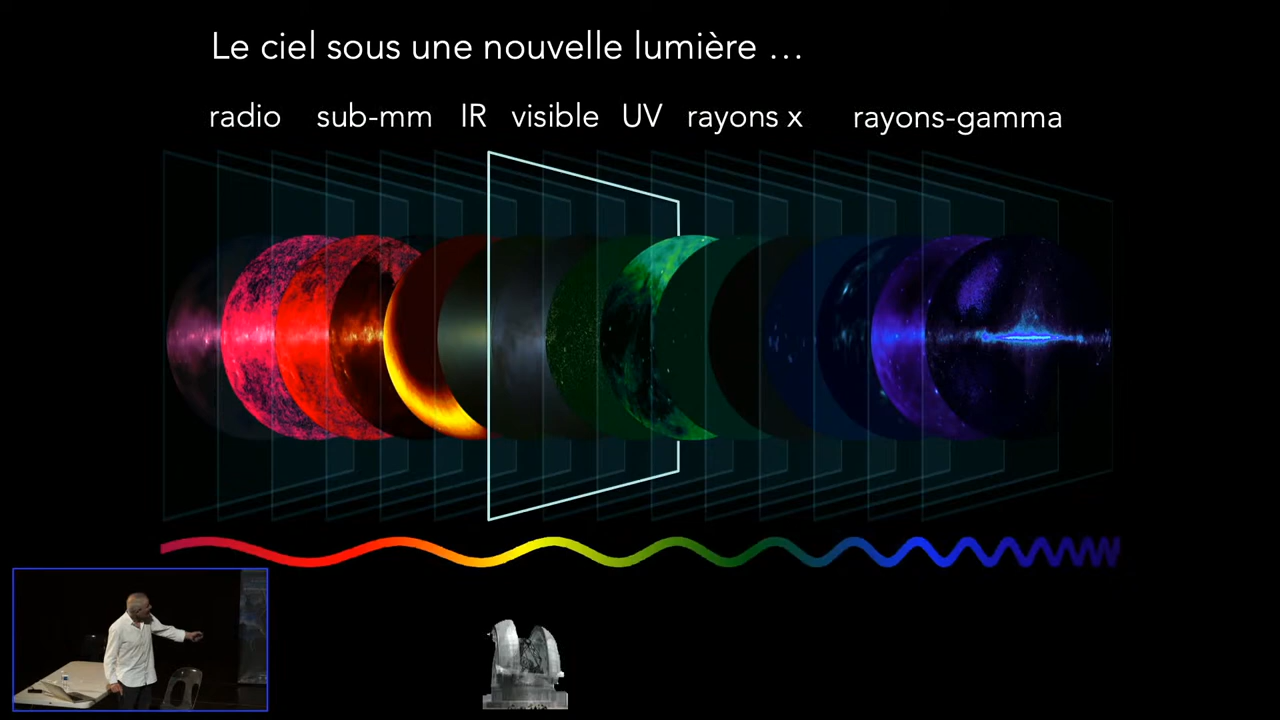 Le ciel sous une nouvelle lumière ...
radio sub-mm IR visible UV rayons x rayons-gamma